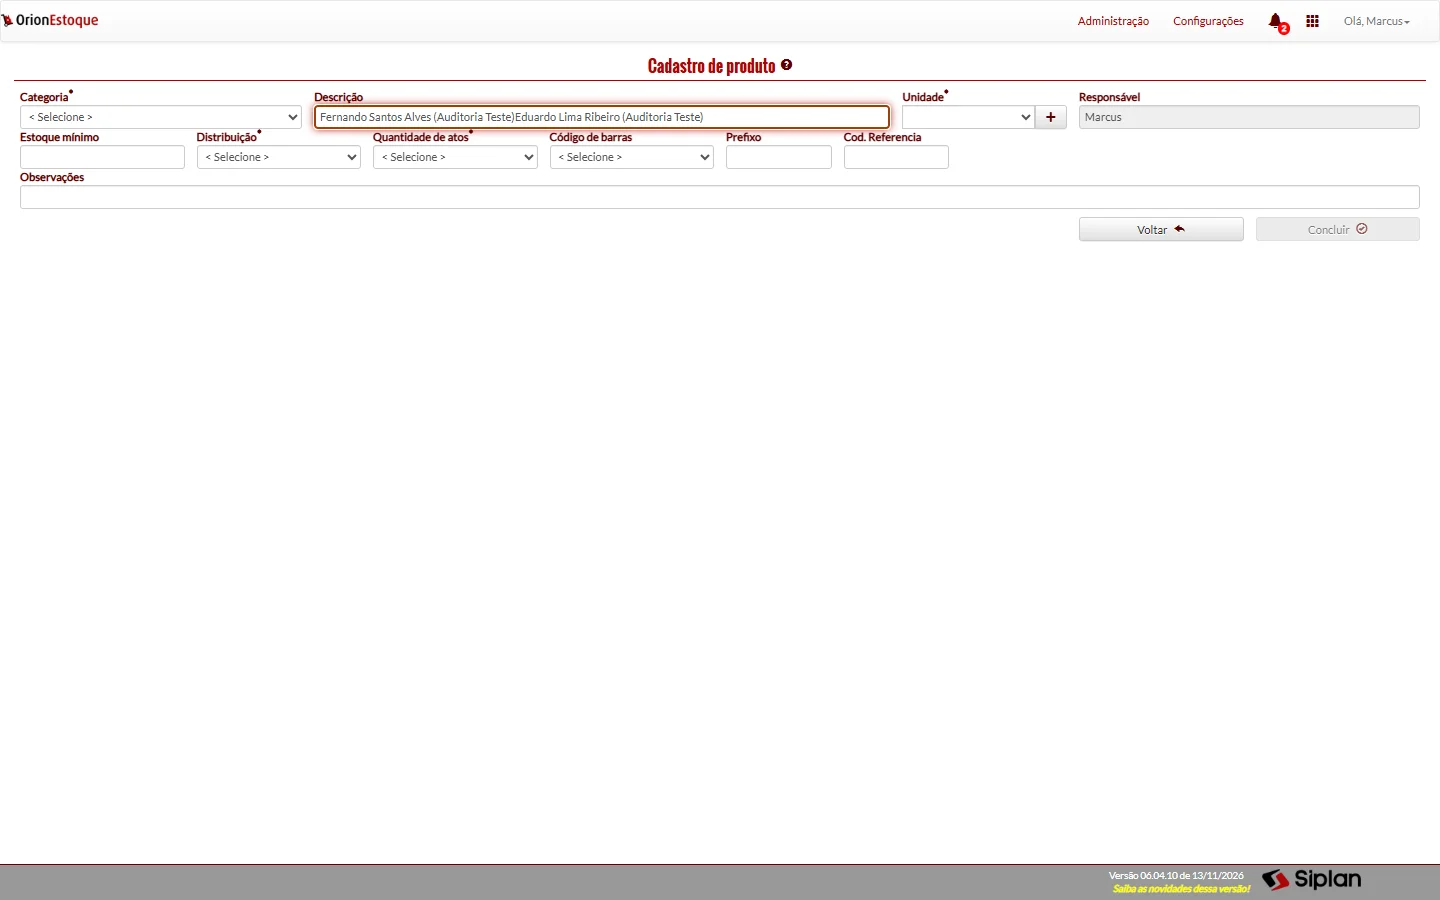 OrionEstoque
Administração Configurações 2 Olá, Marcus
Cadastro de produto ?
Categoria* Descrição Unidade* Responsável
< Selecione > Fernando Santos Alves (Auditoria Teste)Eduardo Lima Ribeiro (Auditoria Teste) + Marcus
Estoque mínimo Distribuição* Quantidade de atos* Código de barras Prefixo Cod. Referencia
< Selecione > < Selecione > < Selecione >
Observações
Voltar Concluir
Versão 06.04.10 de 13/11/2026
Saiba as novidades dessa versão!
Siplan